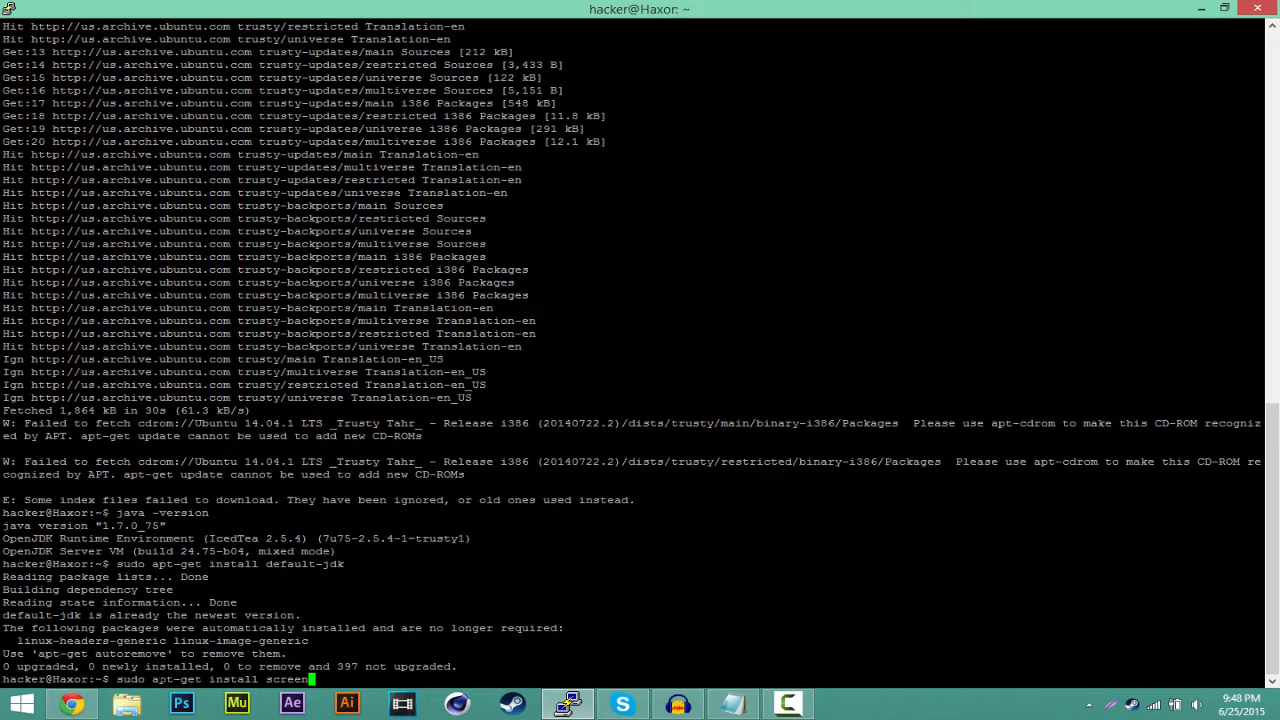 hacker@Haxor: ~
Hit http://us.archive.ubuntu.com trusty/restricted Translation-en
Hit http://us.archive.ubuntu.com trusty/universe Translation-en
Get:13 http://us.archive.ubuntu.com trusty-updates/main Sources [212 kB]
Get:14 http://us.archive.ubuntu.com trusty-updates/restricted Sources [3,433 B]
Get:15 http://us.archive.ubuntu.com trusty-updates/universe Sources [122 kB]
Get:16 http://us.archive.ubuntu.com trusty-updates/multiverse Sources [5,151 B]
Get:17 http://us.archive.ubuntu.com trusty-updates/main i386 Packages [548 kB]
Get:18 http://us.archive.ubuntu.com trusty-updates/restricted i386 Packages [11.8 kB]
Get:19 http://us.archive.ubuntu.com trusty-updates/universe i386 Packages [291 kB]
Get:20 http://us.archive.ubuntu.com trusty-updates/multiverse i386 Packages [12.1 kB]
Hit http://us.archive.ubuntu.com trusty-updates/main Translation-en
Hit http://us.archive.ubuntu.com trusty-updates/multiverse Translation-en
Hit http://us.archive.ubuntu.com trusty-updates/restricted Translation-en
Hit http://us.archive.ubuntu.com trusty-updates/universe Translation-en
Hit http://us.archive.ubuntu.com trusty-backports/main Sources
Hit http://us.archive.ubuntu.com trusty-backports/restricted Sources
Hit http://us.archive.ubuntu.com trusty-backports/universe Sources
Hit http://us.archive.ubuntu.com trusty-backports/multiverse Sources
Hit http://us.archive.ubuntu.com trusty-backports/main i386 Packages
Hit http://us.archive.ubuntu.com trusty-backports/restricted i386 Packages
Hit http://us.archive.ubuntu.com trusty-backports/universe i386 Packages
Hit http://us.archive.ubuntu.com trusty-backports/multiverse i386 Packages
Hit http://us.archive.ubuntu.com trusty-backports/main Translation-en
Hit http://us.archive.ubuntu.com trusty-backports/multiverse Translation-en
Hit http://us.archive.ubuntu.com trusty-backports/restricted Translation-en
Hit http://us.archive.ubuntu.com trusty-backports/universe Translation-en
Ign http://us.archive.ubuntu.com trusty/main Translation-en_US
Ign http://us.archive.ubuntu.com trusty/multiverse Translation-en_US
Ign http://us.archive.ubuntu.com trusty/restricted Translation-en_US
Ign http://us.archive.ubuntu.com trusty/universe Translation-en_US
Fetched 1,864 kB in 30s (61.3 kB/s)
W: Failed to fetch cdrom://Ubuntu 14.04.1 LTS _Trusty Tahr_ - Release i386 (20140722.2)/dists/trusty/main/binary-i386/Packages  Please use apt-cdrom to make this CD-ROM recogniz
ed by APT. apt-get update cannot be used to add new CD-ROMs
W: Failed to fetch cdrom://Ubuntu 14.04.1 LTS _Trusty Tahr_ - Release i386 (20140722.2)/dists/trusty/restricted/binary-i386/Packages  Please use apt-cdrom to make this CD-ROM re
cognized by APT. apt-get update cannot be used to add new CD-ROMs
E: Some index files failed to download. They have been ignored, or old ones used instead.
hacker@Haxor:~$ java -version
java version "1.7.0_75"
OpenJDK Runtime Environment (IcedTea 2.5.4) (7u75-2.5.4-1~trusty1)
OpenJDK Server VM (build 24.75-b04, mixed mode)
hacker@Haxor:~$ sudo apt-get install default-jdk
Reading package lists... Done
Building dependency tree
Reading state information... Done
default-jdk is already the newest version.
The following packages were automatically installed and are no longer required:
  linux-headers-generic linux-image-generic
Use 'apt-get autoremove' to remove them.
0 upgraded, 0 newly installed, 0 to remove and 397 not upgraded.
hacker@Haxor:~$ sudo apt-get install screen
Ps Mu Ae Ai
9:48 PM
6/25/2015